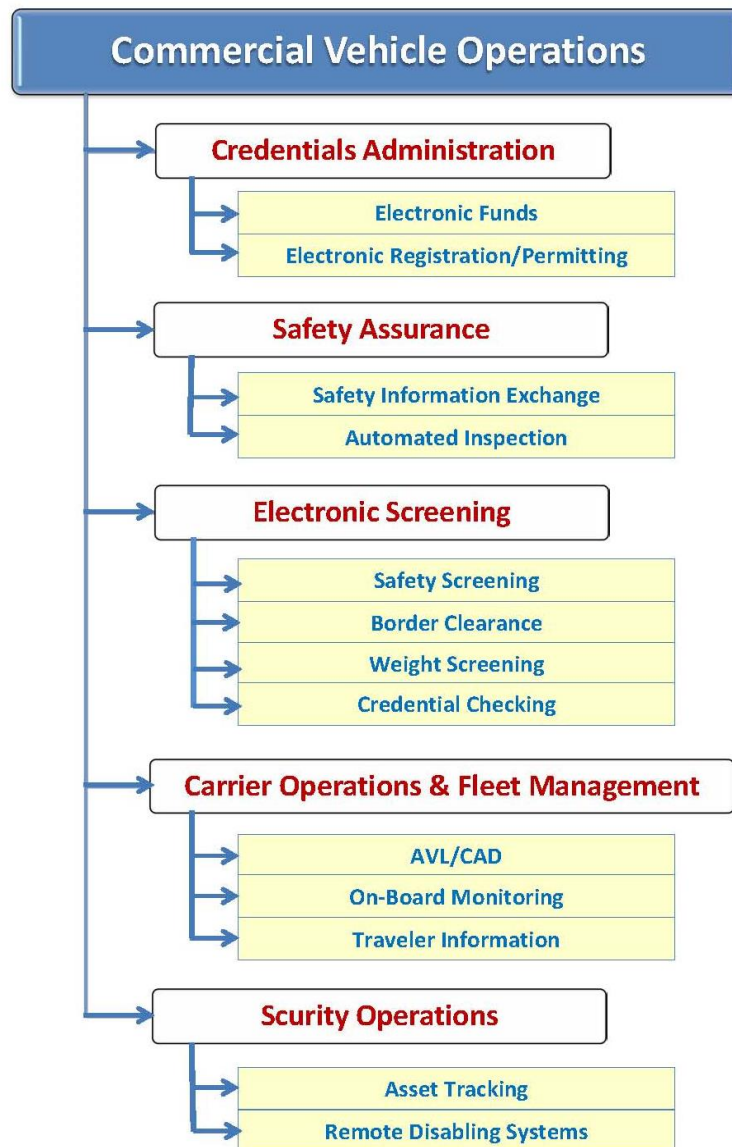 Commercial Vehicle Operations
Credentials Administration
Electronic Funds
Electronic Registration/Permitting
Safety Assurance
Safety Information Exchange
Automated Inspection
Electronic Screening
Safety Screening
Border Clearance
Weight Screening
Credential Checking
Carrier Operations & Fleet Management
AVL/CAD
On-Board Monitoring
Traveler Information
Scurity Operations
Asset Tracking
Remote Disabling Systems